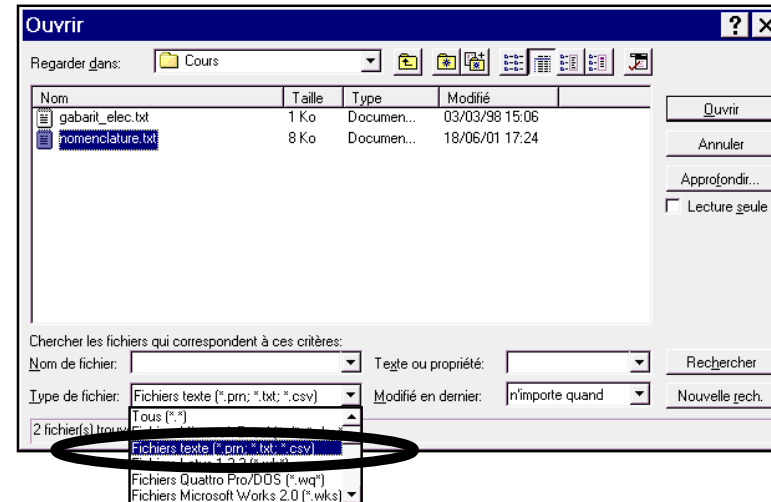 Ouvrir
Regarder dans: Cours
Nom Taille Type Modifié
gabarit_elec.txt 1 Ko Documen... 03/03/98 15:06
nomenclature.txt 8 Ko Documen... 18/06/01 17:24
Ouvrir
Annuler
Approfondir...
Lecture seule
Chercher les fichiers qui correspondent à ces critères:
Nom de fichier: Texte ou propriété: Rechercher
Type de fichier: Fichiers texte (*.prn; *.txt; *.csv) Modifié en dernier: n'importe quand Nouvelle rech.
Tous (*.*)
2 fichier(s)
Fichiers texte (*.prn; *.txt; *.csv)
Fichiers Quattro Pro/DOS (*.wq*)
Fichiers Microsoft Works 2.0 (*.wks)